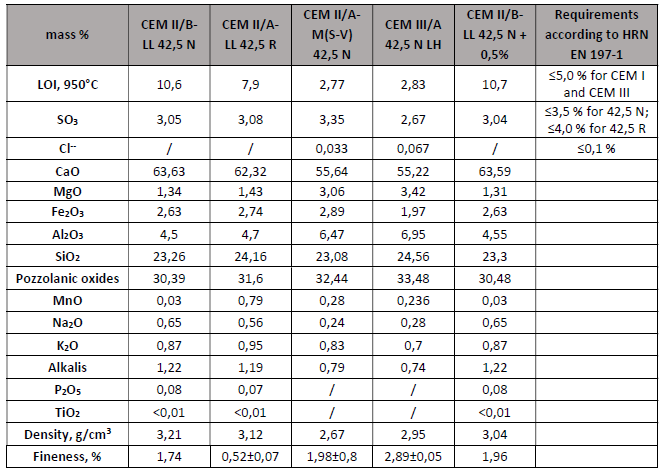 mass % CEM II/B-LL 42,5 N CEM II/A-LL 42,5 R CEM II/A-M(S-V) 42,5 N CEM III/A 42,5 N LH CEM II/B-LL 42,5 N + 0,5% Requirements according to HRN EN 197-1
LOI, 950°C 10,6 7,9 2,77 2,83 10,7 ≤5,0 % for CEM I and CEM III
SO₃ 3,05 3,08 3,35 2,67 3,04 ≤3,5 % for 42,5 N; ≤4,0 % for 42,5 R
Cl-- / / 0,033 0,067 / ≤0,1 %
CaO 63,63 62,32 55,64 55,22 63,59
MgO 1,34 1,43 3,06 3,42 1,31
Fe₂O₃ 2,63 2,74 2,89 1,97 2,63
Al₂O₃ 4,5 4,7 6,47 6,95 4,55
SiO₂ 23,26 24,16 23,08 24,56 23,3
Pozzolanic oxides 30,39 31,6 32,44 33,48 30,48
MnO 0,03 0,79 0,28 0,236 0,03
Na₂O 0,65 0,56 0,24 0,28 0,65
K₂O 0,87 0,95 0,83 0,7 0,87
Alkalis 1,22 1,19 0,79 0,74 1,22
P₂O₅ 0,08 0,07 / / 0,08
TiO₂ <0,01 <0,01 / / <0,01
Density, g/cm³ 3,21 3,12 2,67 2,95 3,04
Fineness, % 1,74 0,52±0,07 1,98±0,8 2,89±0,05 1,96